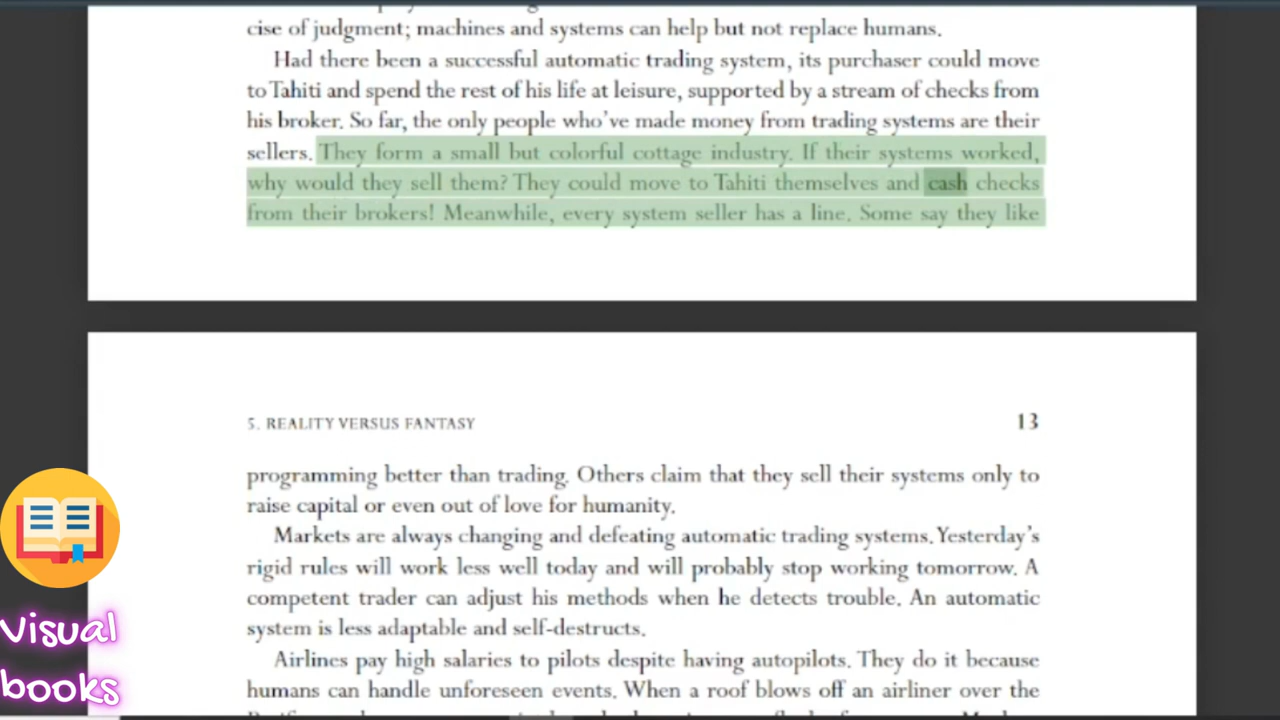 cise of judgment; machines and systems can help but not replace humans.
Had there been a successful automatic trading system, its purchaser could move
to Tahiti and spend the rest of his life at leisure, supported by a stream of checks from
his broker. So far, the only people who've made money from trading systems are their
sellers. They form a small but colorful cottage industry. If their systems worked,
why would they sell them? They could move to Tahiti themselves and cash checks
from their brokers! Meanwhile, every system seller has a line. Some say they like
5. REALITY VERSUS FANTASY 13
programming better than trading. Others claim that they sell their systems only to
raise capital or even out of love for humanity.
Markets are always changing and defeating automatic trading systems. Yesterday's
rigid rules will work less well today and will probably stop working tomorrow. A
competent trader can adjust his methods when he detects trouble. An automatic
system is less adaptable and self-destructs.
Airlines pay high salaries to pilots despite having autopilots. They do it because
humans can handle unforeseen events. When a roof blows off an airliner over the
Visual
books